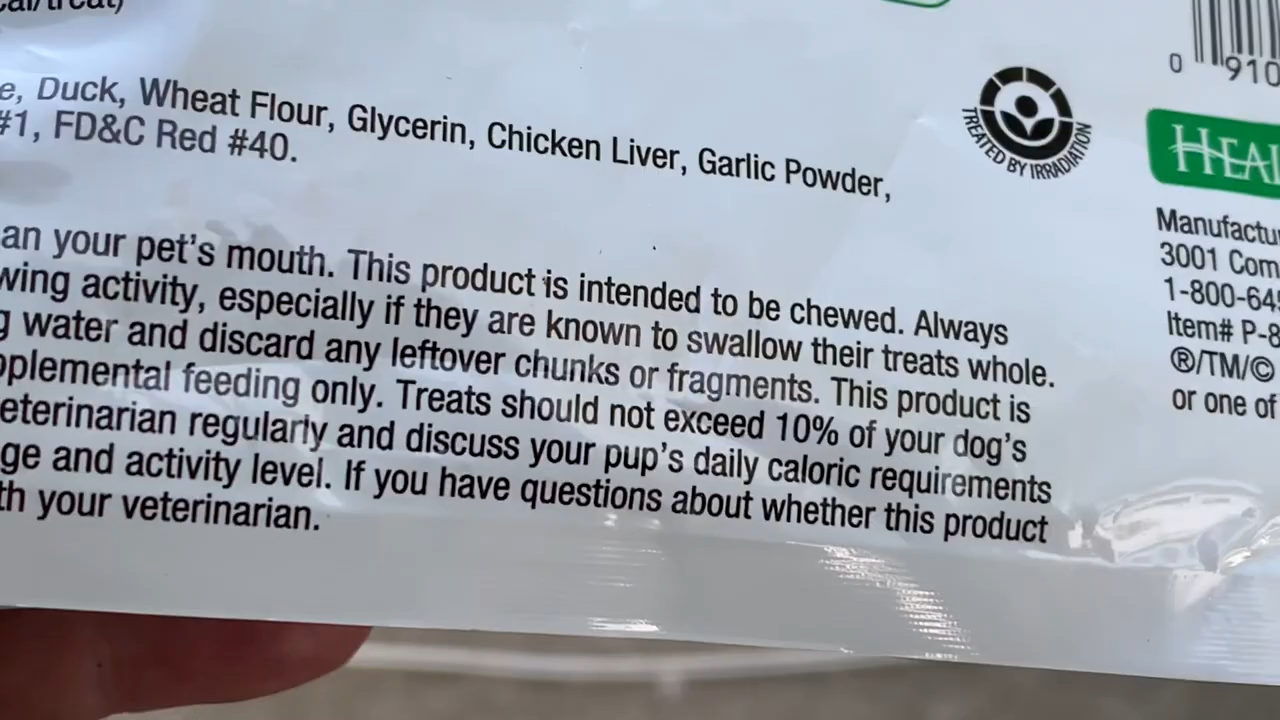 cal/treat)
e, Duck, Wheat Flour, Glycerin, Chicken Liver, Garlic Powder,
#1, FD&C Red #40.
an your pet's mouth. This product is intended to be chewed. Always
wing activity, especially if they are known to swallow their treats whole.
g water and discard any leftover chunks or fragments. This product is
pplemental feeding only. Treats should not exceed 10% of your dog's
eterinarian regularly and discuss your pup's daily caloric requirements
ge and activity level. If you have questions about whether this product
th your veterinarian.
TREATED BY IRRADIATION
0 910
HEAL
Manufactu
3001 Com
1-800-64
Item# P-8
®/TM/©
or one of